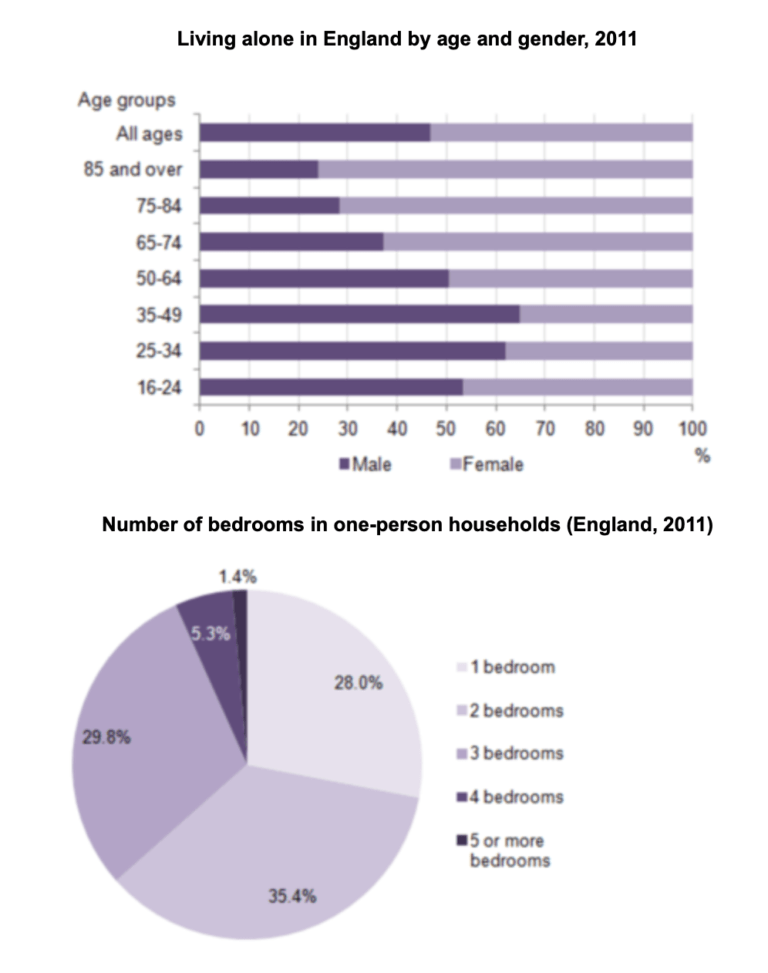 Living alone in England by age and gender, 2011
Age groups
All ages
85 and over
75-84
65-74
50-64
35-49
25-34
16-24
0 10 20 30 40 50 60 70 80 90 100
%
Male Female
Number of bedrooms in one-person households (England, 2011)
1.4%
5.3%
28.0%
29.8%
35.4%
1 bedroom
2 bedrooms
3 bedrooms
4 bedrooms
5 or more
bedrooms